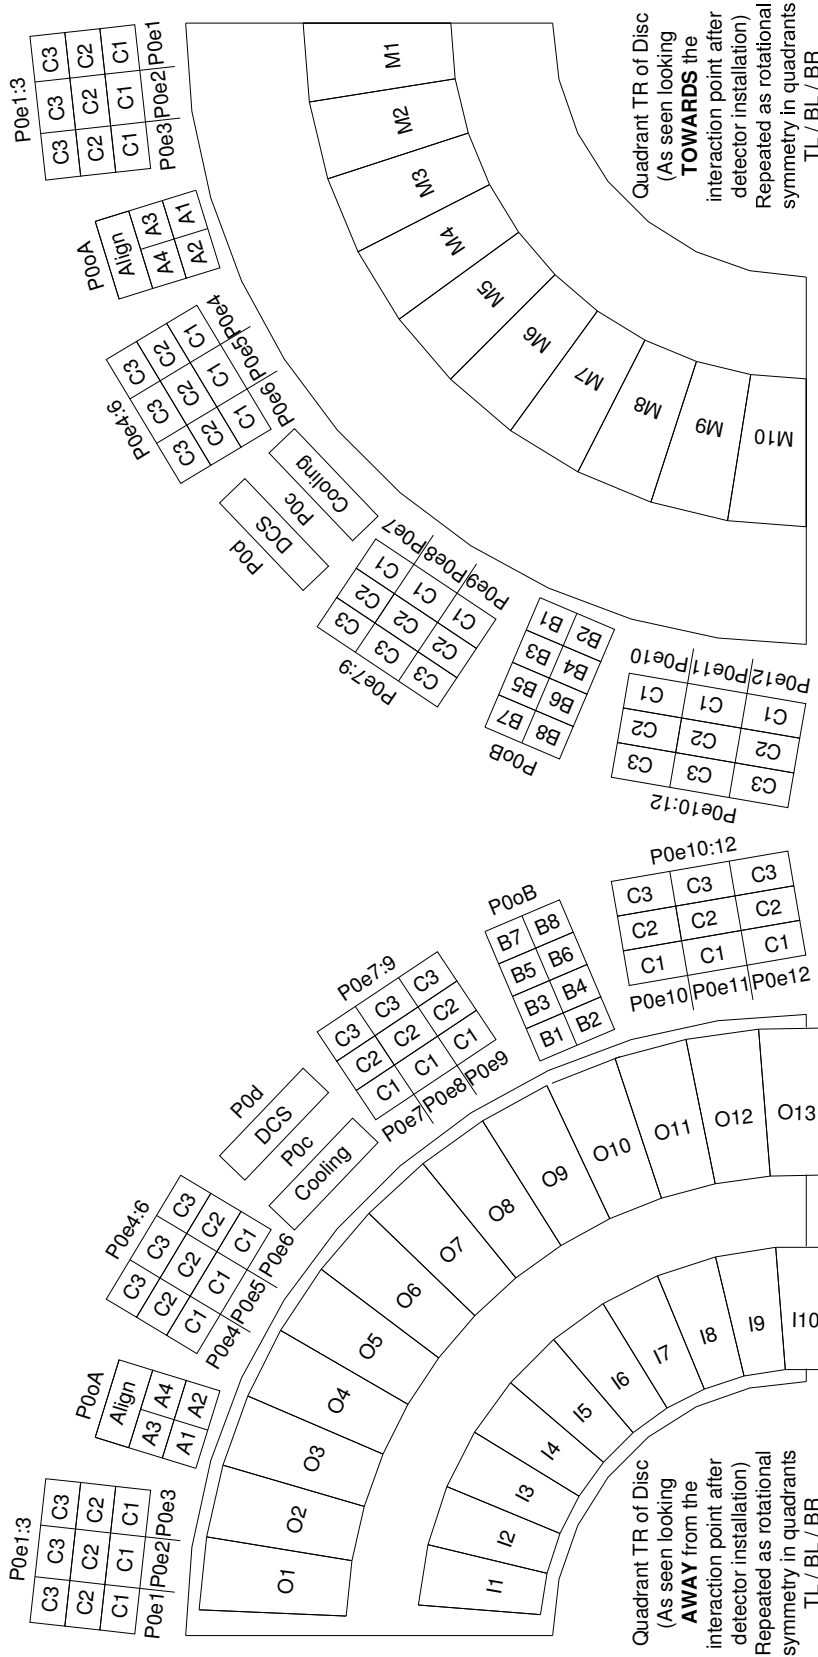 P0e1:3
C3 C2 C1
C3 C2 C1
C3 C2 C1
P0e3 P0e2 P0e1
P0oA
Align
A4 A3
A2 A1
P0e4:6
C3 C3 C3
C2 C2 C2
C1 C1 C1
P0e6 P0e5 P0e4
P0d
DCS
P0c
Cooling
P0e7:9
C3 C2 C1
C3 C2 C1
C3 C2 C1
P0e7
P0e8
P0e9
P0oB
B7 B5 B3 B1
B8 B6 B4 B2
P0e10:12
C3 C2 C1
C3 C2 C1
C3 C2 C1
P0e10
P0e11
P0e12
M1
M2
M3
M4
M5
M6
M7
M8
M9
M10
Quadrant TR of Disc
(As seen looking
TOWARDS the
interaction point after
detector installation)
Repeated as rotational
symmetry in quadrants
TL / BL / BR
P0e1:3
C3 C3 C3
C2 C2 C2
C1 C1 C1
P0e1 P0e2 P0e3
P0oA
Align
A3 A4
A1 A2
P0e4:6
C3 C3 C3
C2 C2 C2
C1 C1 C1
P0e4 P0e5 P0e6
P0d
DCS
P0c
Cooling
P0e7:9
C3 C3 C3
C2 C2 C2
C1 C1 C1
P0e7 P0e8 P0e9
P0oB
B7 B8
B5 B6
B3 B4
B1 B2
P0e10:12
C3 C3 C3
C2 C2 C2
C1 C1 C1
P0e10 P0e11 P0e12
O1
O2
O3
O4
O5
O6
O7
O8
O9
O10
O11
O12
O13
I1
I2
I3
I4
I5
I6
I7
I8
I9
I10
Quadrant TR of Disc
(As seen looking
AWAY from the
interaction point after
detector installation)
Repeated as rotational
symmetry in quadrants
TL / BL / BR